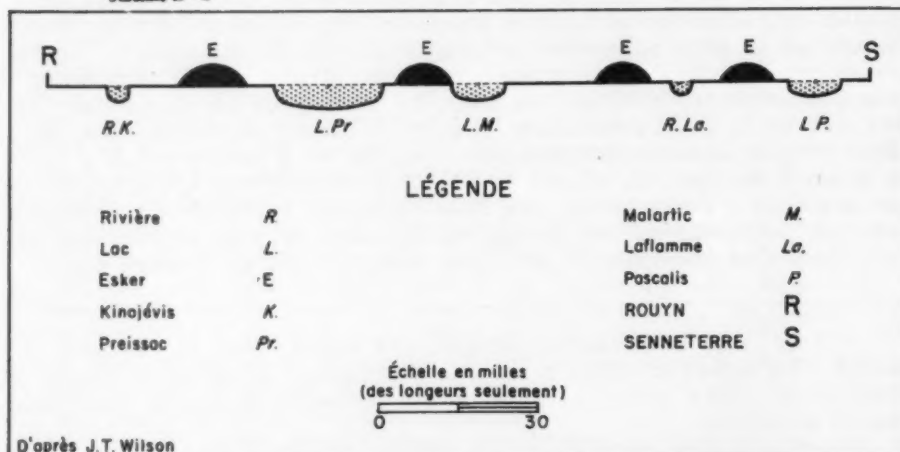 R E E E E S
R.K. L.Pr L.M. R.La. L P.
LÉGENDE
Rivière R
Lac L.
Esker E
Kinojévis K.
Preissac Pr.
Malartic M.
Laflamme La.
Pascalis P.
ROUYN R
SENNETERRE S
Échelle en milles
(des longeurs seulement)
0 30
D'après J.T. Wilson